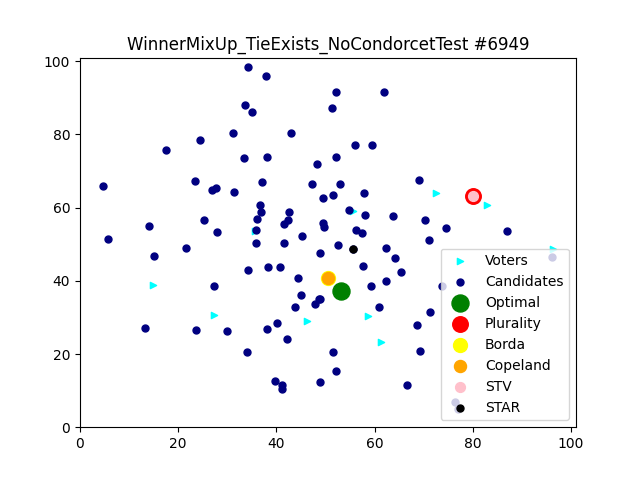 WinnerMixUp_TieExists_NoCondorcetTest #6949
100
80
60
40
20
0
0 20 40 60 80 100
Voters
Candidates
Optimal
Plurality
Borda
Copeland
STV
STAR